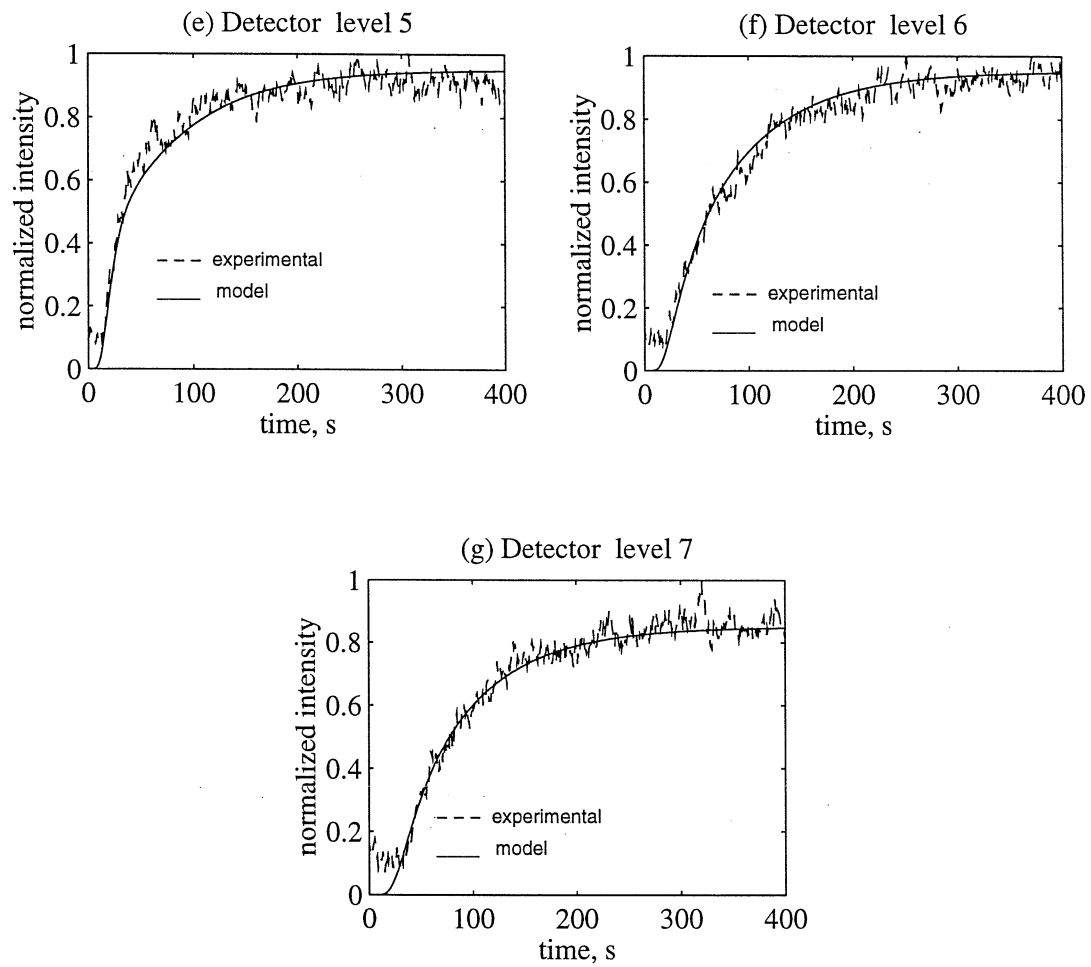 (e) Detector level 5
1
0.8
0.6
0.4
0.2
0
normalized intensity
experimental
model
0 100 200 300 400
time, s
(f) Detector level 6
1
0.8
0.6
0.4
0.2
0
normalized intensity
experimental
model
0 100 200 300 400
time, s
(g) Detector level 7
1
0.8
0.6
0.4
0.2
0
normalized intensity
experimental
model
0 100 200 300 400
time, s